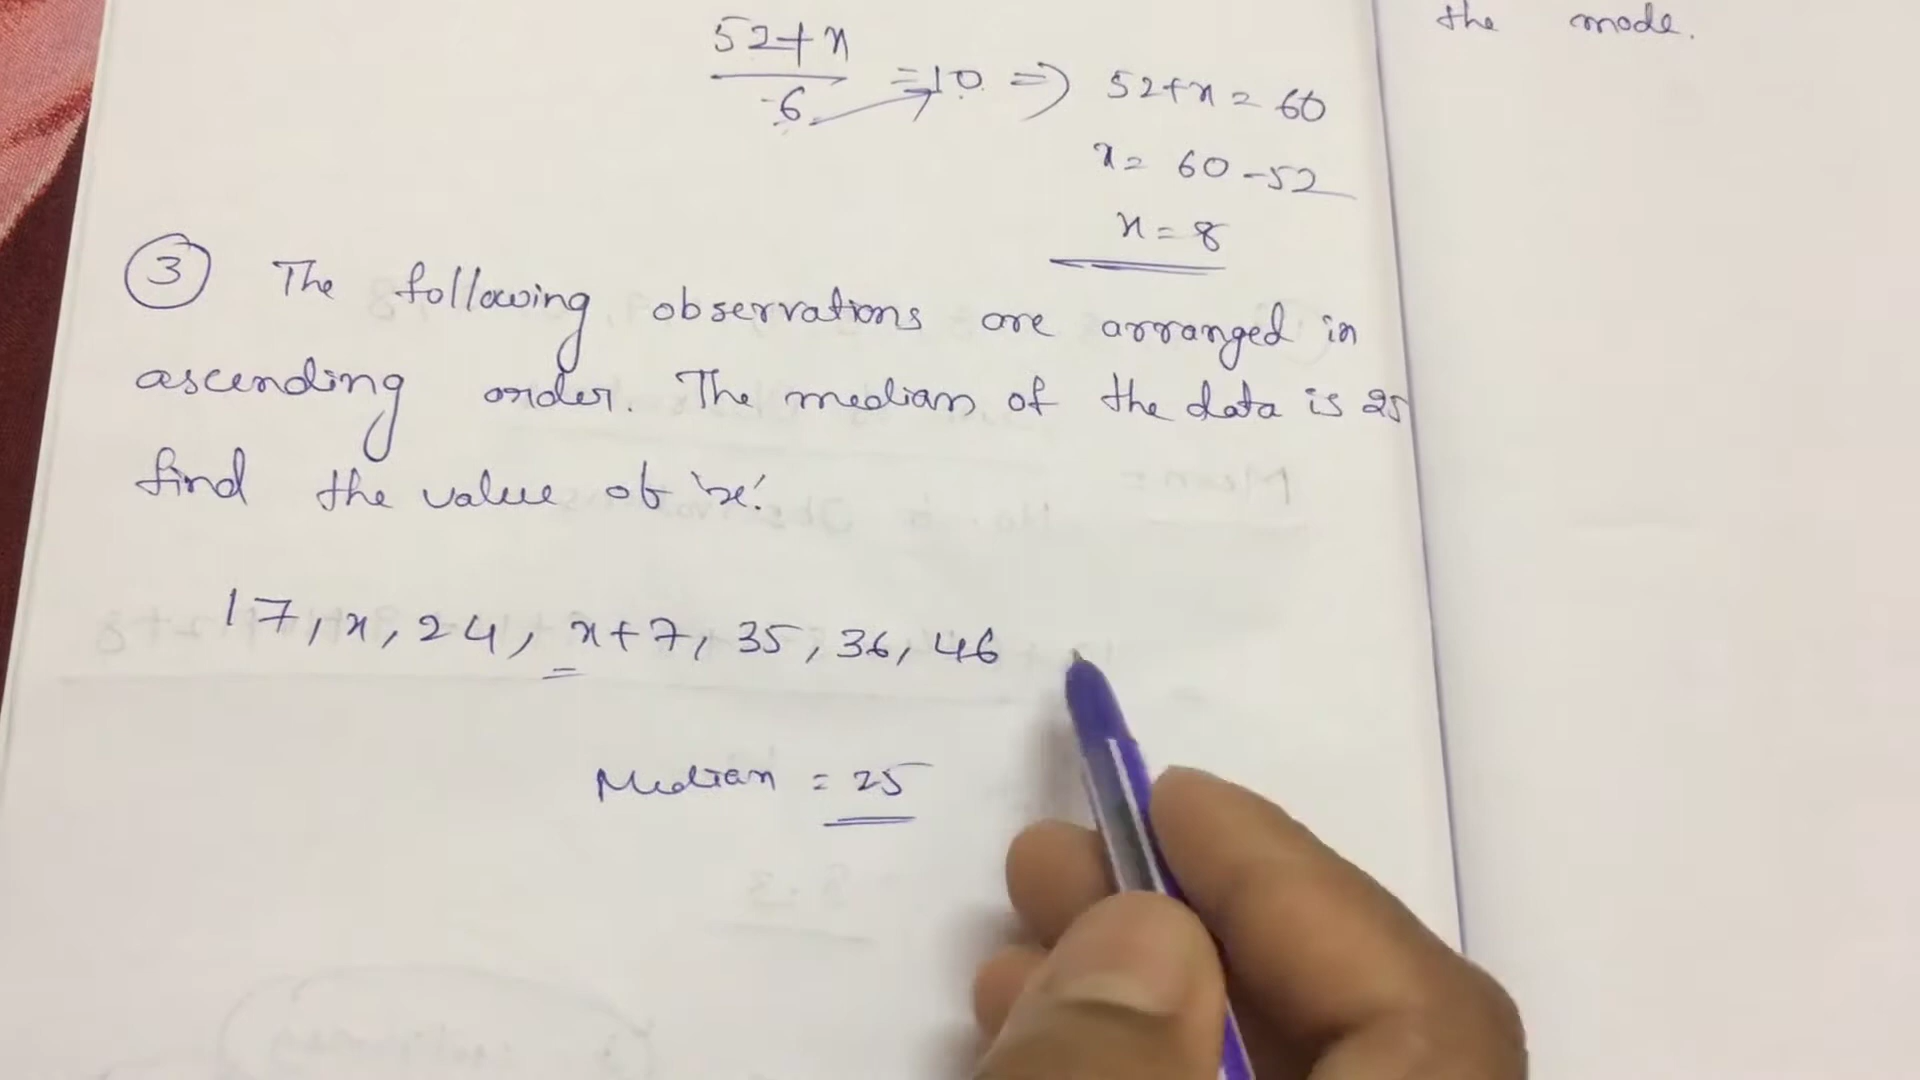 52+x
6 =10 => 52+x = 60
x = 60-52
x = 8
the mode.
3 The following observations are arranged in
ascending order. The median of the data is 25
find the value of 'x'.
17, x, 24, x+7, 35, 36, 46
Median = 25